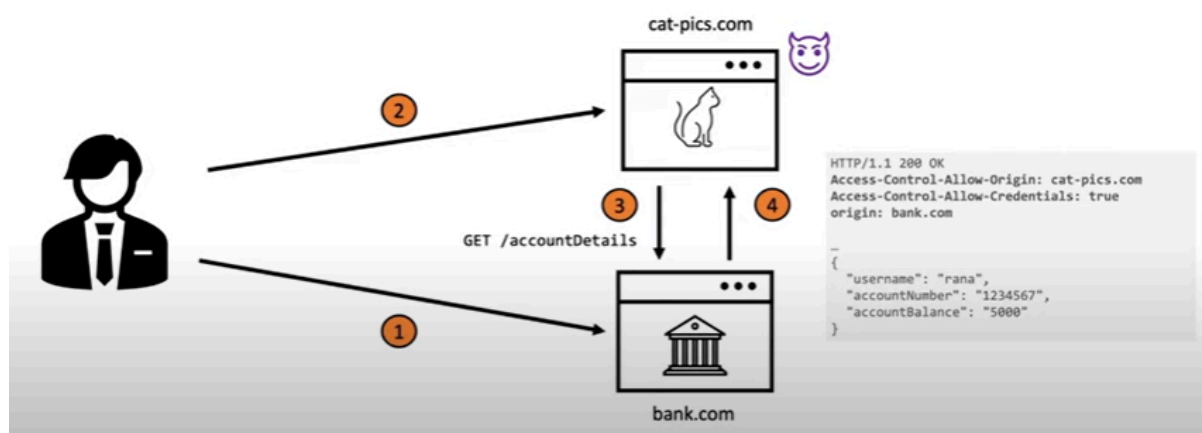 cat-pics.com
2
HTTP/1.1 200 OK
Access-Control-Allow-Origin: cat-pics.com
Access-Control-Allow-Credentials: true
origin: bank.com
3
4
GET /accountDetails
{
"username": "rana",
"accountNumber": "1234567",
"accountBalance": "5000"
}
1
bank.com